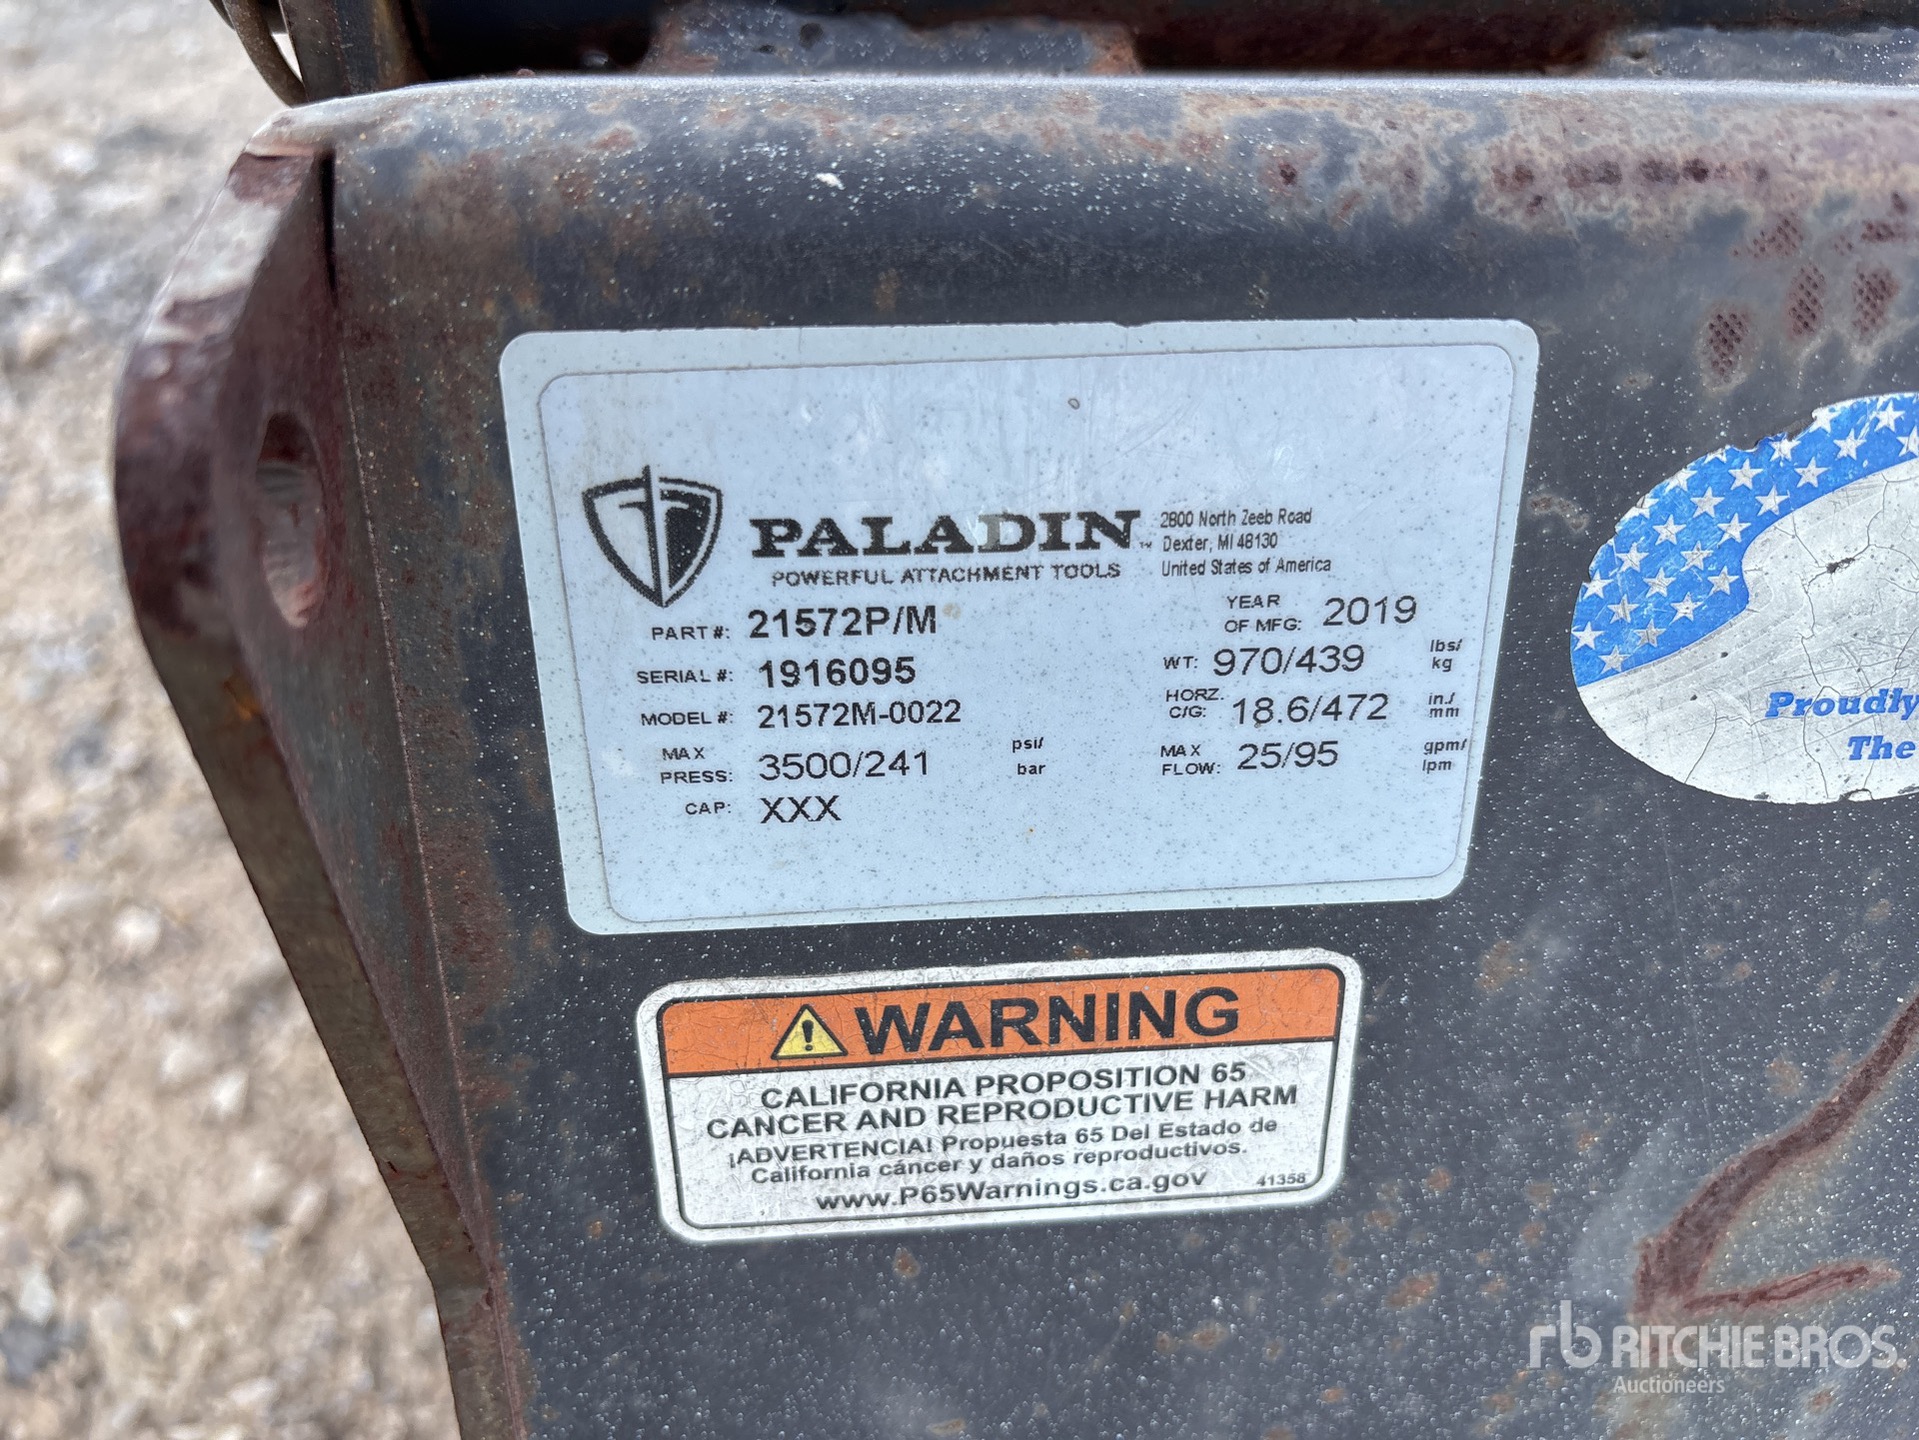 PALADIN™
POWERFUL ATTACHMENT TOOLS
2800 North Zeeb Road
Dexter, MI 48130
United States of America
PART#: 21572P/M
YEAR OF MFG: 2019
SERIAL#: 1916095
WT: 970/439 lbs/ kg
MODEL#: 21572M-0022
HORZ. C/G: 18.6/472 in./ mm
MAX PRESS: 3500/241 psi/ bar
MAX FLOW: 25/95 gpm/ lpm
CAP: XXX
Proudly
The
WARNING
CALIFORNIA PROPOSITION 65
CANCER AND REPRODUCTIVE HARM
¡ADVERTENCIA! Propuesta 65 Del Estado de
California cáncer y daños reproductivos.
www.P65Warnings.ca.gov 41358
rb RITCHIE BROS.
Auctioneers